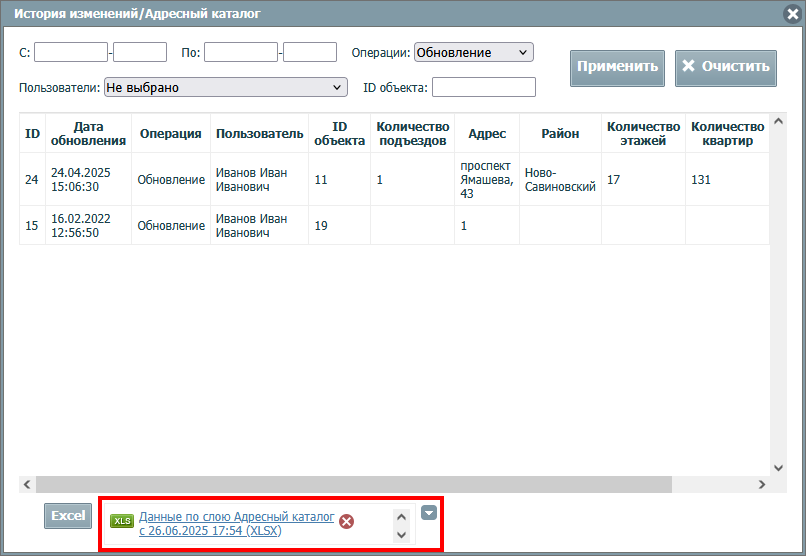 История изменений/Адресный каталог
С: - По: - Операции: Обновление
Применить
Очистить
Пользователи: Не выбрано ID объекта:
ID Дата обновления Операция Пользователь ID объекта Количество подъездов Адрес Район Количество этажей Количество квартир
24 24.04.2025 15:06:30 Обновление Иванов Иван Иванович 11 1 проспект Ямашева, 43 Ново-Савиновский 17 131
15 16.02.2022 12:56:50 Обновление Иванов Иван Иванович 19 1
Excel
XLS
Данные по слою Адресный каталог
с 26.06.2025 17:54 (XLSX)